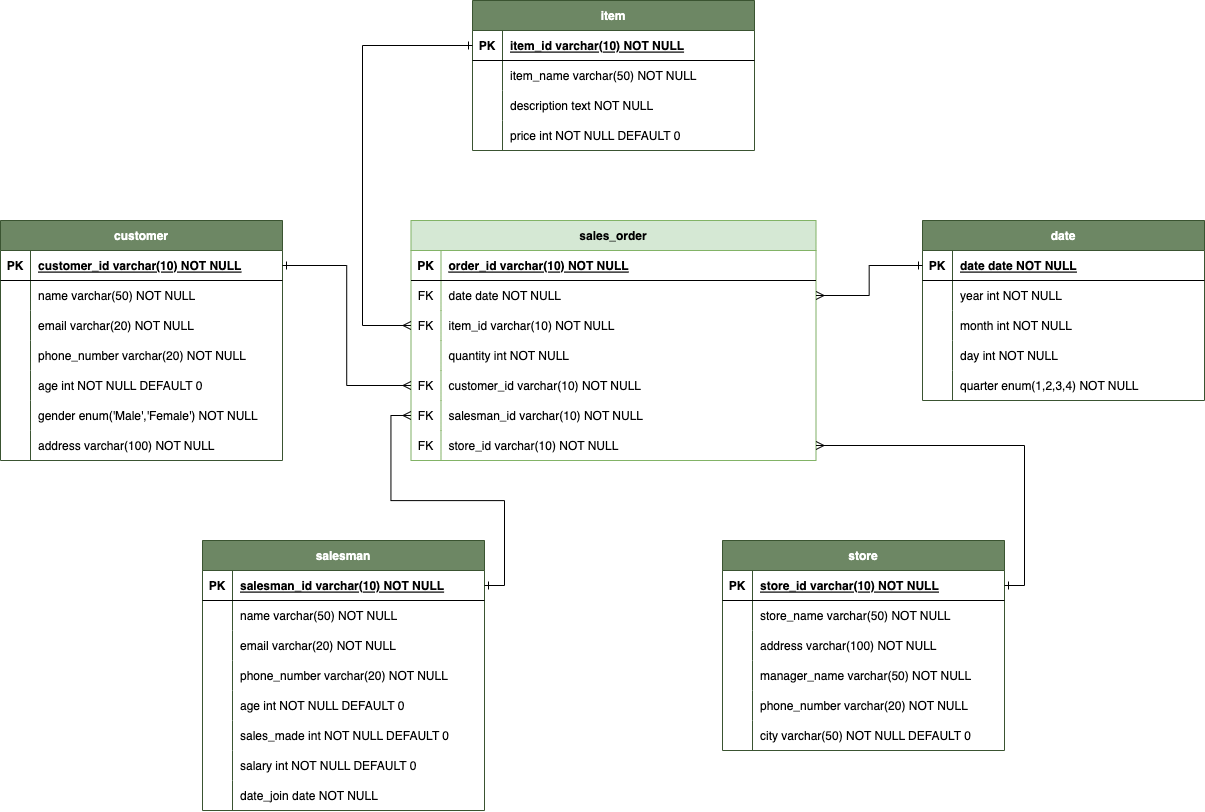 item
PK item_id varchar(10) NOT NULL
item_name varchar(50) NOT NULL
description text NOT NULL
price int NOT NULL DEFAULT 0
customer
PK customer_id varchar(10) NOT NULL
name varchar(50) NOT NULL
email varchar(20) NOT NULL
phone_number varchar(20) NOT NULL
age int NOT NULL DEFAULT 0
gender enum('Male','Female') NOT NULL
address varchar(100) NOT NULL
sales_order
PK order_id varchar(10) NOT NULL
FK date date NOT NULL
FK item_id varchar(10) NOT NULL
quantity int NOT NULL
FK customer_id varchar(10) NOT NULL
FK salesman_id varchar(10) NOT NULL
FK store_id varchar(10) NOT NULL
date
PK date date NOT NULL
year int NOT NULL
month int NOT NULL
day int NOT NULL
quarter enum(1,2,3,4) NOT NULL
salesman
PK salesman_id varchar(10) NOT NULL
name varchar(50) NOT NULL
email varchar(20) NOT NULL
phone_number varchar(20) NOT NULL
age int NOT NULL DEFAULT 0
sales_made int NOT NULL DEFAULT 0
salary int NOT NULL DEFAULT 0
date_join date NOT NULL
store
PK store_id varchar(10) NOT NULL
store_name varchar(50) NOT NULL
address varchar(100) NOT NULL
manager_name varchar(50) NOT NULL
phone_number varchar(20) NOT NULL
city varchar(50) NOT NULL DEFAULT 0